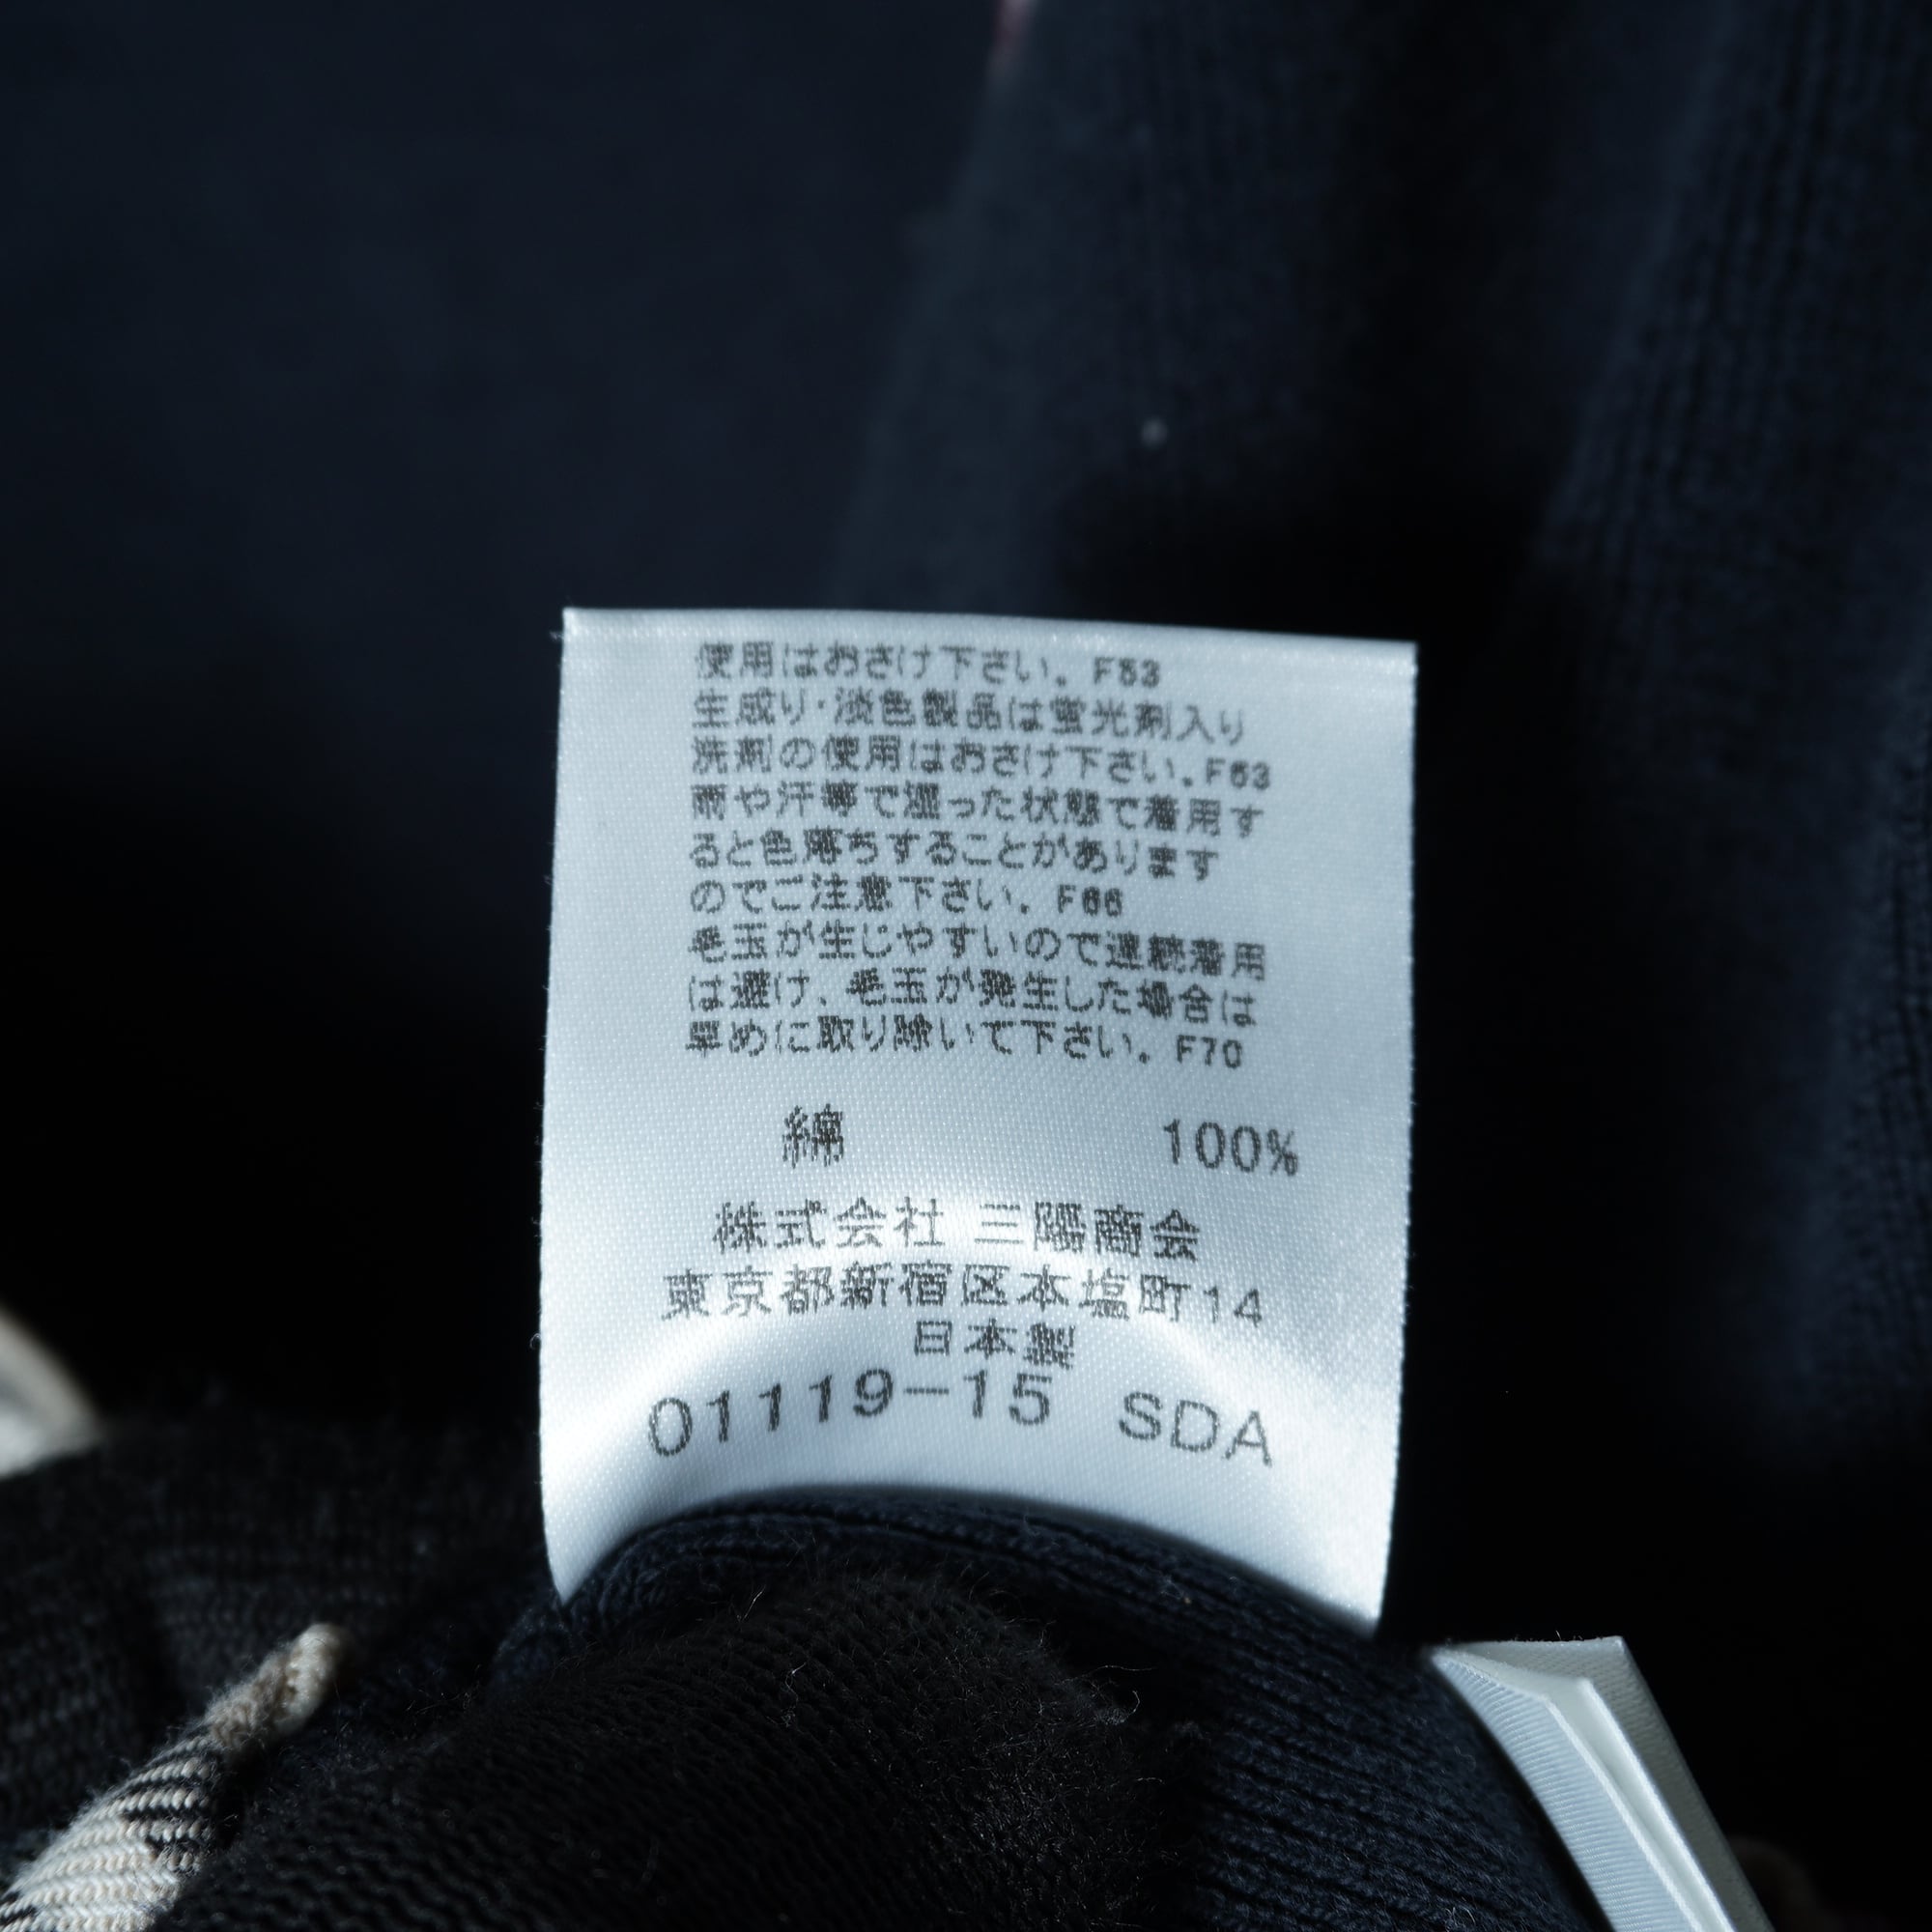 使用はおさけ下さい。F53
生成り・淡色製品は蛍光剤入り
洗剤の使用はおさけ下さい。F63
雨や汗等で湿った状態で着用す
ると色落ちすることがあります
のでご注意下さい。F66
毛玉が生じやすいので連続着用
は避け、毛玉が発生した場合は
早めに取り除いて下さい。F70
綿 100%
株式会社 三陽商会
東京都新宿区本塩町14
日本製
01119-15 SDA